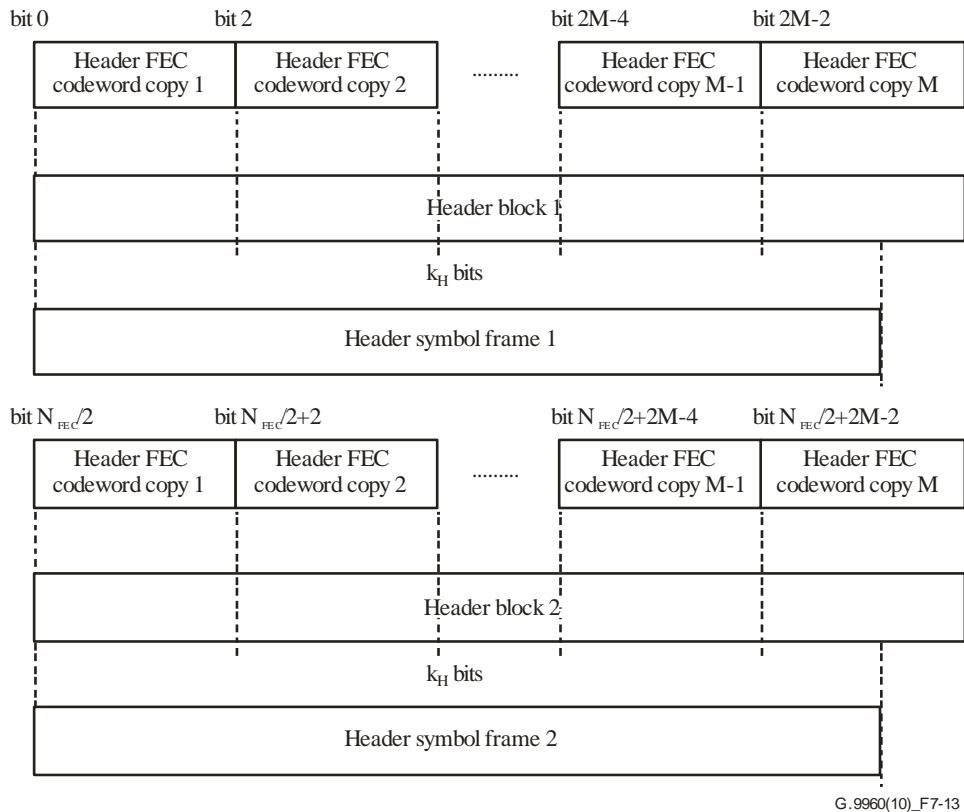 bit 0 bit 2 bit 2M-4 bit 2M-2
Header FEC codeword copy 1
Header FEC codeword copy 2
.........
Header FEC codeword copy M-1
Header FEC codeword copy M
Header block 1
k_H bits
Header symbol frame 1
bit N_FEC/2 bit N_FEC/2+2 bit N_FEC/2+2M-4 bit N_FEC/2+2M-2
Header FEC codeword copy 1
Header FEC codeword copy 2
.........
Header FEC codeword copy M-1
Header FEC codeword copy M
Header block 2
k_H bits
Header symbol frame 2
G.9960(10)_F7-13